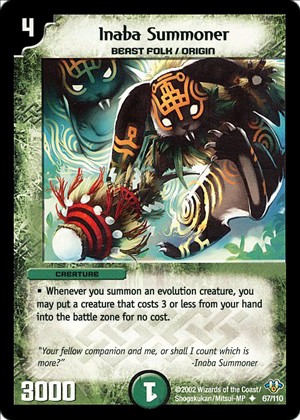 4
Inaba Summoner
BEAST FOLK / ORIGIN
CREATURE
• Whenever you summon an evolution creature, you
may put a creature that costs 3 or less from your hand
into the battle zone for no cost.
"Your fellow companion and me, or shall I count which is
more?"
-Inaba Summoner
3000
1
©2002 Wizards of the Coast/
Shogakukan/Mitsui-MP ♦ 67/110